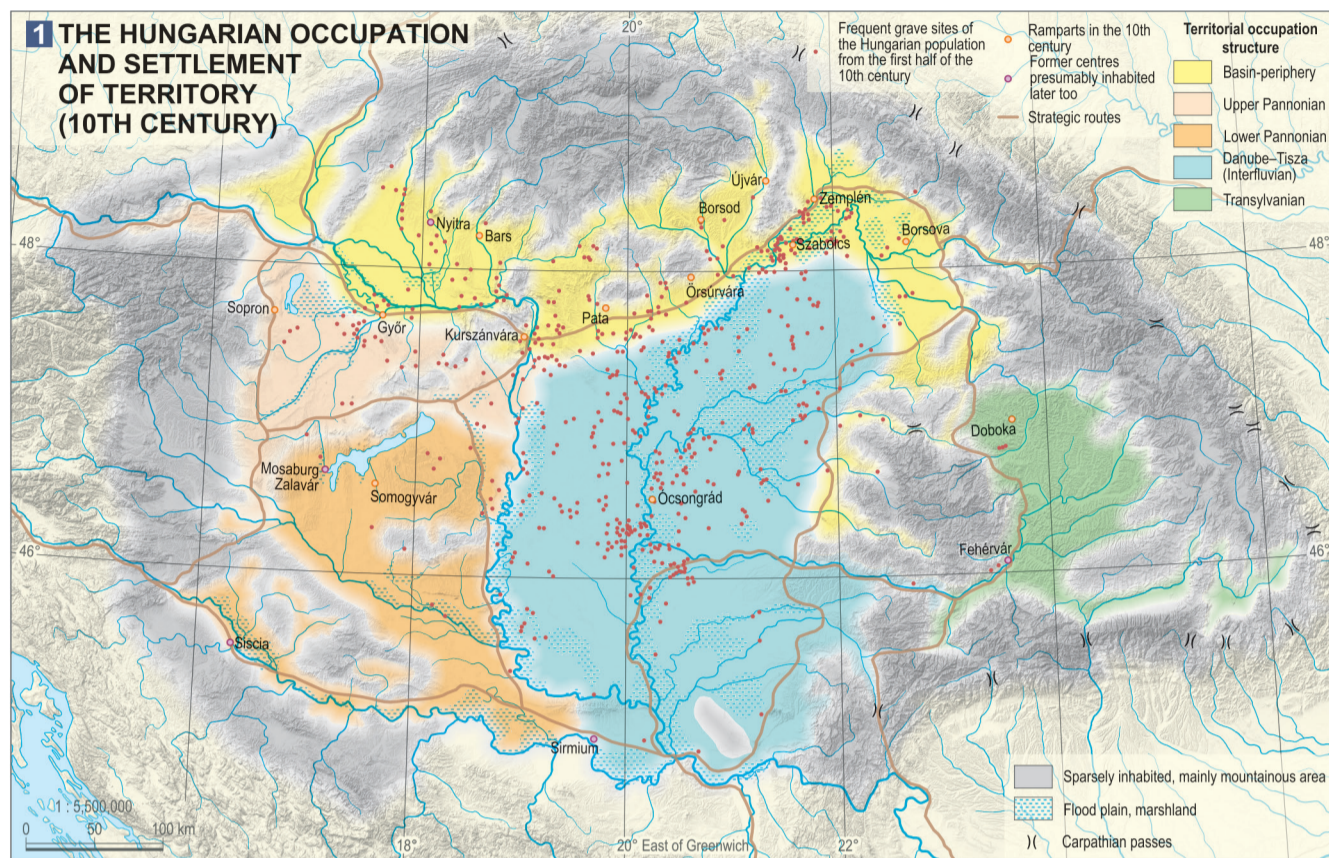 1 THE HUNGARIAN OCCUPATION
AND SETTLEMENT
OF TERRITORY
(10TH CENTURY)
20°
Frequent grave sites of
the Hungarian population
from the first half of the
10th century
Ramparts in the 10th
century
Former centres
presumably inhabited
later too
Strategic routes
Territorial occupation
structure
Basin-periphery
Upper Pannonian
Lower Pannonian
Danube–Tisza
(Interfluvian)
Transylvanian
48°
48°
Újvár
Zemplén
Borsod
Nyitra
Bars
Szabolcs
Borsova
Örsúrvára
Sopron
Győr
Pata
Kurszánvára
Doboka
Mosaburg
Zalavár
Somogyvár
Ócsongrád
46°
Fehérvár
46°
Siscia
Sirmium
1 : 5,500,000
0 50 100 km
18°
20° East of Greenwich
22°
Sparsely inhabited, mainly mountainous area
Flood plain, marshland
Carpathian passes